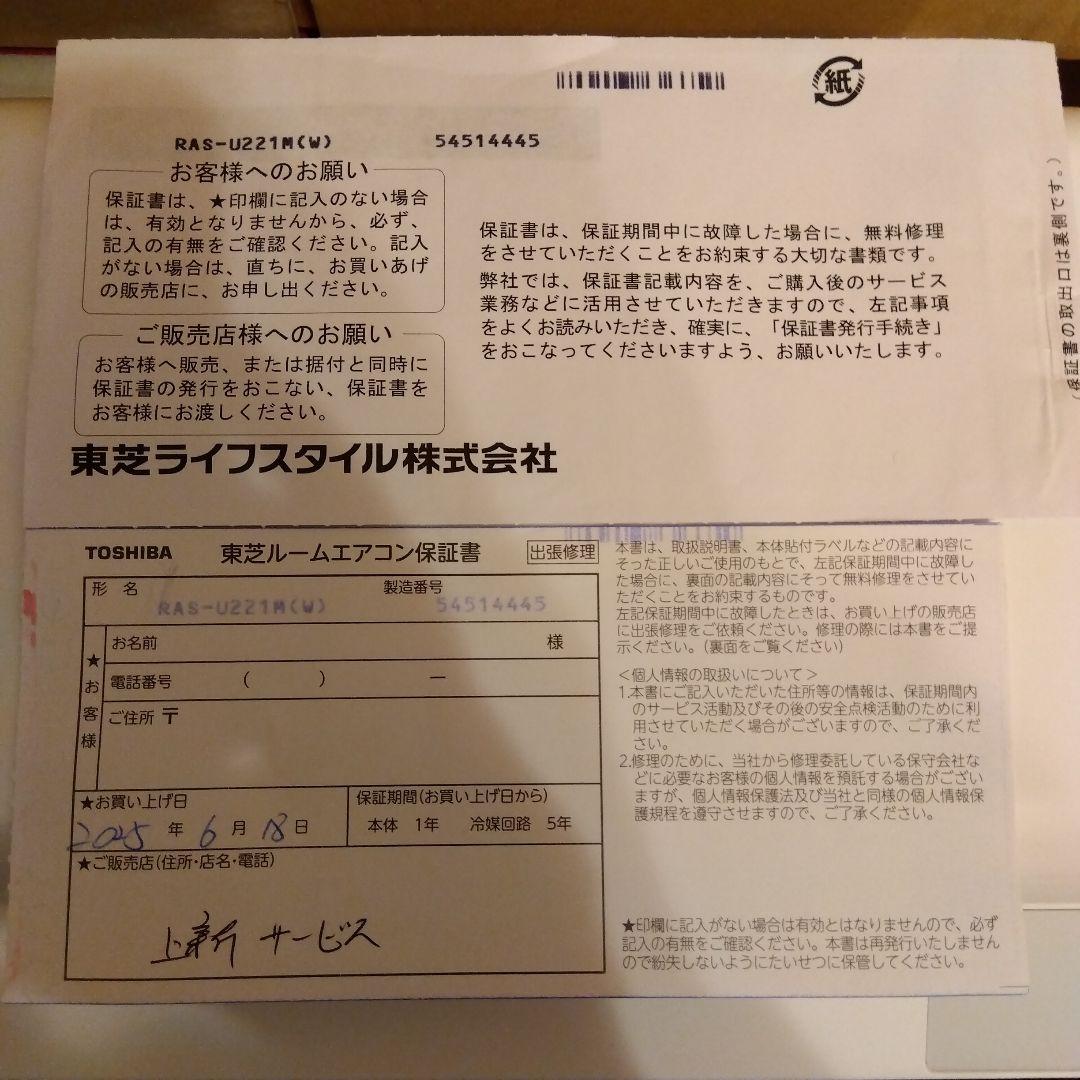 紙
RAS-U221M(W) 54514445
お客様へのお願い
保証書は、★印欄に記入のない場合
は、有効となりませんから、必ず、
記入の有無をご確認ください。記入
がない場合は、直ちに、お買いあげ
の販売店に、お申し出ください。
ご販売店様へのお願い
お客様へ販売、または据付と同時に
保証書の発行をおこない、保証書を
お客様にお渡しください。
保証書は、保証期間中に故障した場合に、無料修理
をさせていただくことをお約束する大切な書類です。
弊社では、保証書記載内容を、ご購入後のサービス
業務などに活用させていただきますので、左記事項
をよくお読みいただき、確実に、「保証書発行手続き」
をおこなってくださいますよう、お願いいたします。
(保証書の取出口は裏側です。)
東芝ライフスタイル株式会社
TOSHIBA 東芝ルームエアコン保証書 出張修理
形名 製造番号
RAS-U221M(W) 54514445
★お客様
お名前 様
電話番号 ( ) ー
ご住所 〒
★お買い上げ日
2025 年 6 月 18 日
保証期間(お買い上げ日から)
本体 1年 冷媒回路 5年
★ご販売店(住所・店名・電話)
上新 サービス
本書は、取扱説明書、本体貼付ラベルなどの記載内容に
そった正しいご使用のもとで、左記保証期間中に故障し
た場合に、裏面の記載内容にそって無料修理をさせてい
ただくことをお約束するものです。
左記保証期間中に故障したときは、お買い上げの販売店
に出張修理をご依頼ください。修理の際には本書をご提
示ください。(裏面をご覧ください)
<個人情報の取扱いについて>
1.本書にご記入いただいた住所等の情報は、保証期間内
のサービス活動及びその後の安全点検活動のために利
用させていただく場合がございますので、ご了承くだ
さい。
2.修理のために、当社から修理委託している保守会社な
どに必要なお客様の個人情報を預託する場合がござい
ますが、個人情報保護法及び当社と同様の個人情報保
護規程を遵守させますので、ご了承ください。
★印欄に記入がない場合は有効とはなりませんので、必ず
記入の有無をご確認ください。本書は再発行いたしません
ので紛失しないようにたいせつに保管してください。